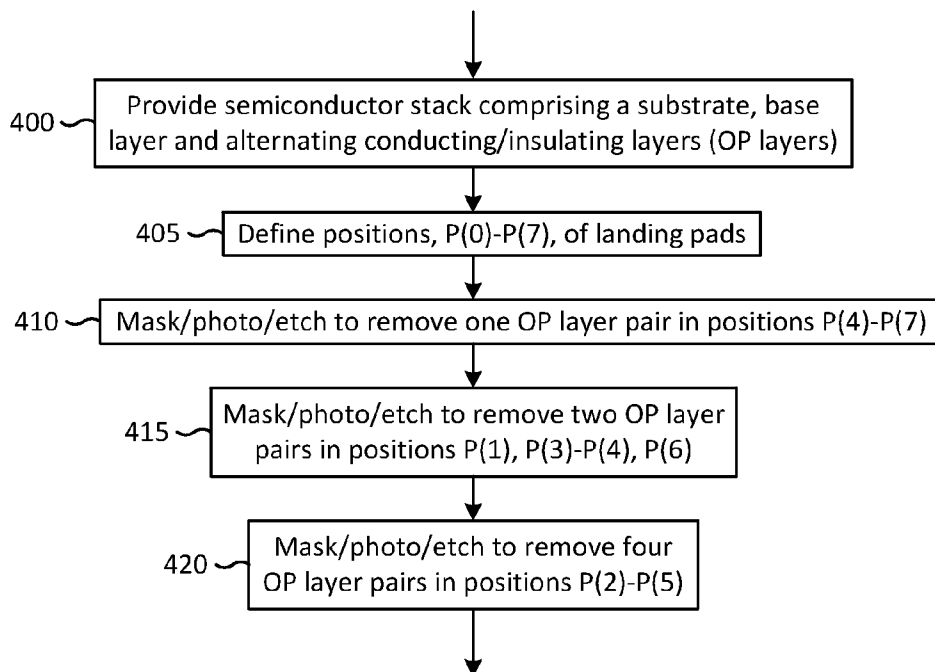 400
Provide semiconductor stack comprising a substrate, base
layer and alternating conducting/insulating layers (OP layers)
405
Define positions, P(0)-P(7), of landing pads
410
Mask/photo/etch to remove one OP layer pair in positions P(4)-P(7)
415
Mask/photo/etch to remove two OP layer
pairs in positions P(1), P(3)-P(4), P(6)
420
Mask/photo/etch to remove four
OP layer pairs in positions P(2)-P(5)